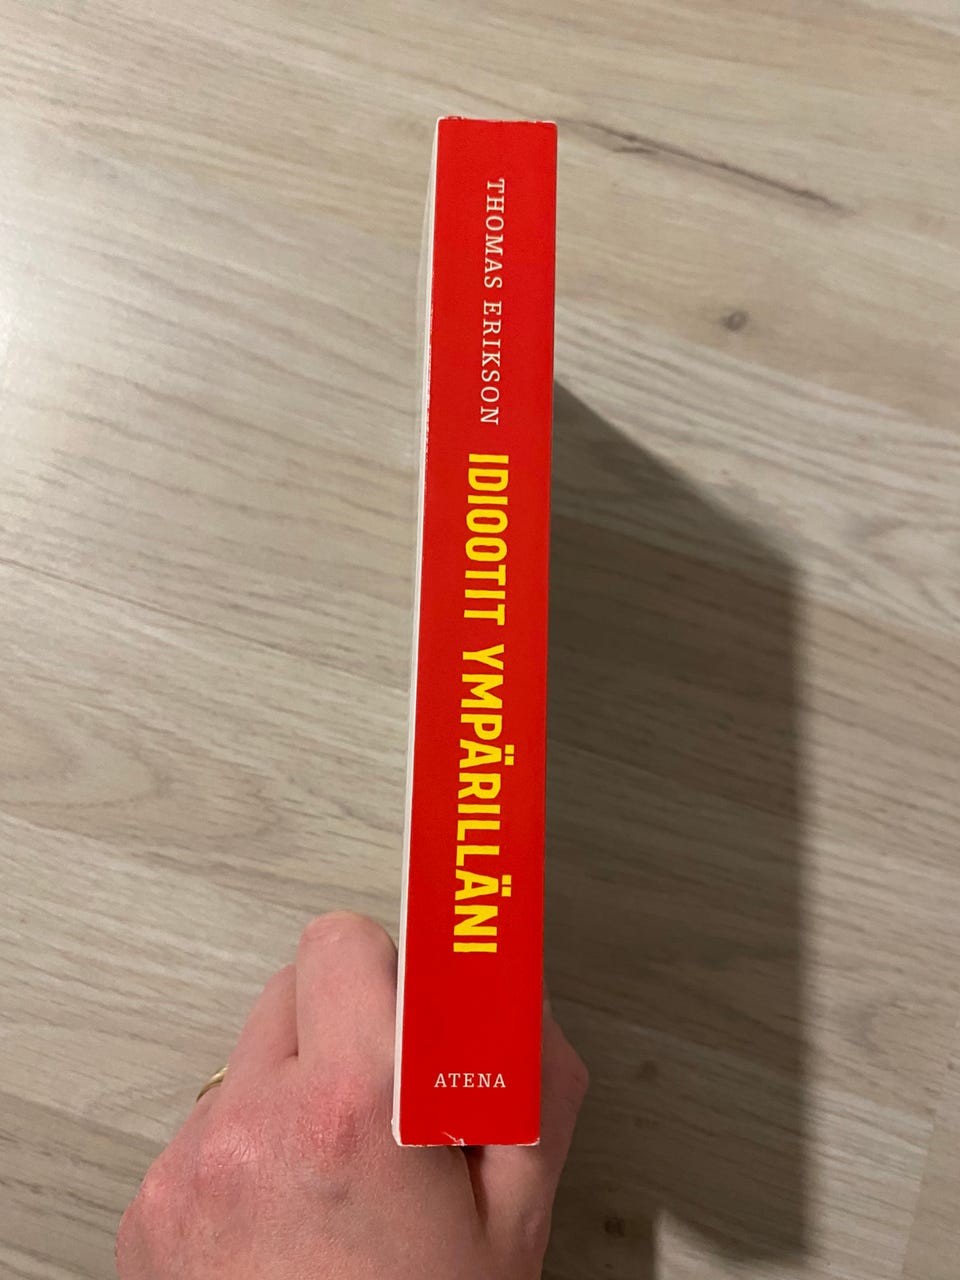 THOMAS ERIKSON
IDIOOTIT YMPÄRILLÄNI
ATENA